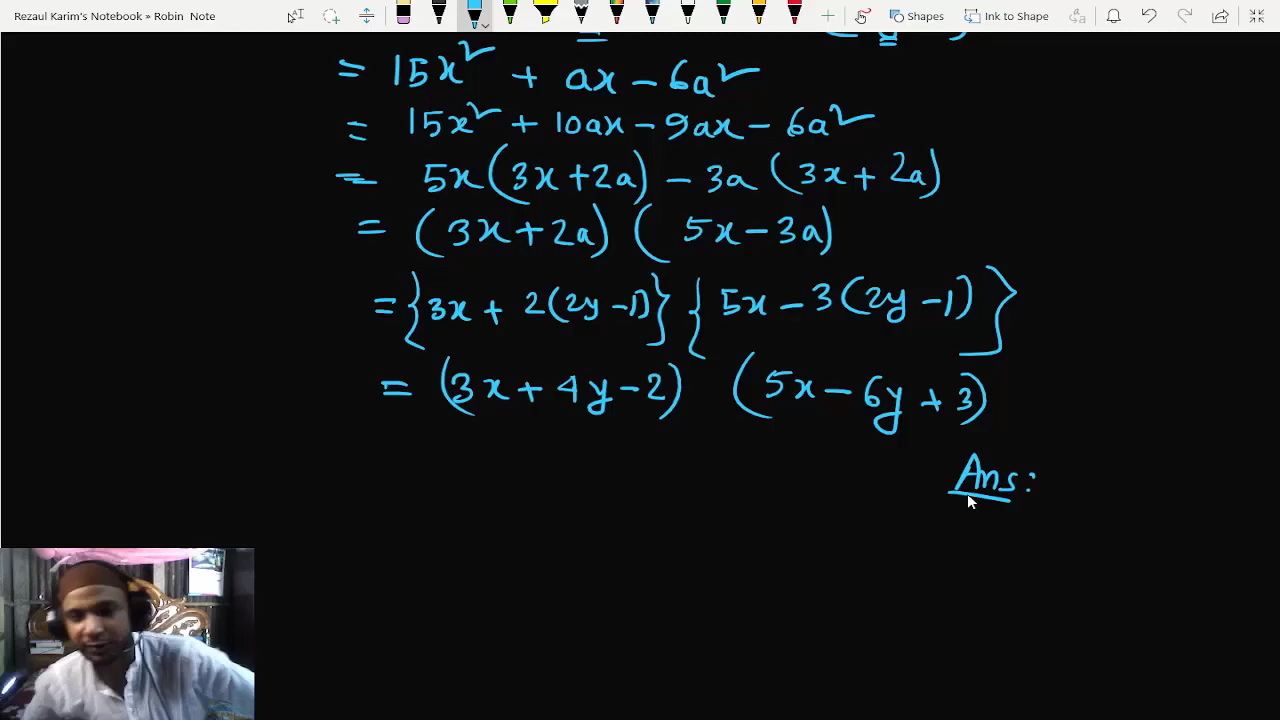 Rezaul Karim's Notebook » Robin Note
Shapes
Ink to Shape
= 15x² + ax - 6a²
= 15x² + 10ax - 9ax - 6a²
= 5x(3x+2a) - 3a (3x+2a)
= (3x+2a) (5x-3a)
= {3x + 2(2y-1)} {5x - 3(2y-1)}
= (3x+4y-2) (5x-6y+3)
Ans: